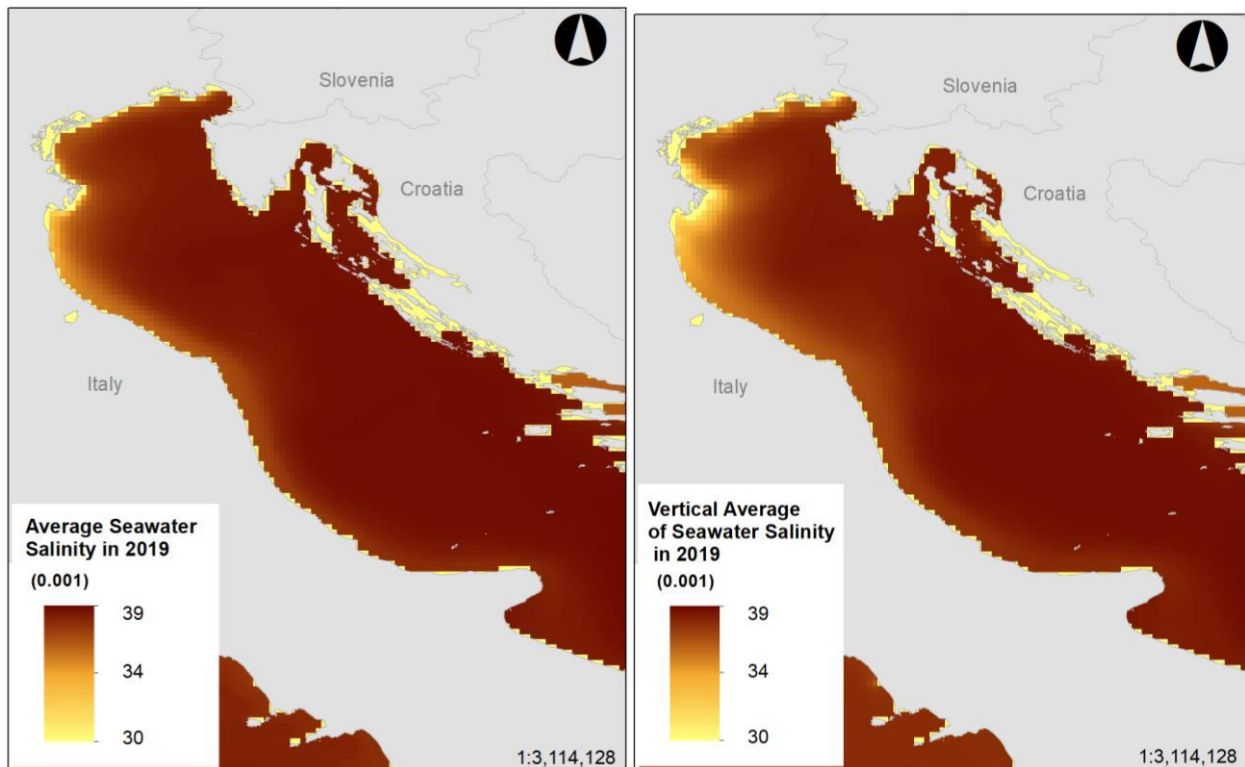 Slovenia
Croatia
Italy
Average Seawater
Salinity in 2019
(0.001)
39
34
30
1:3,114,128
Slovenia
Croatia
Italy
Vertical Average
of Seawater Salinity
in 2019
(0.001)
39
34
30
1:3,114,128